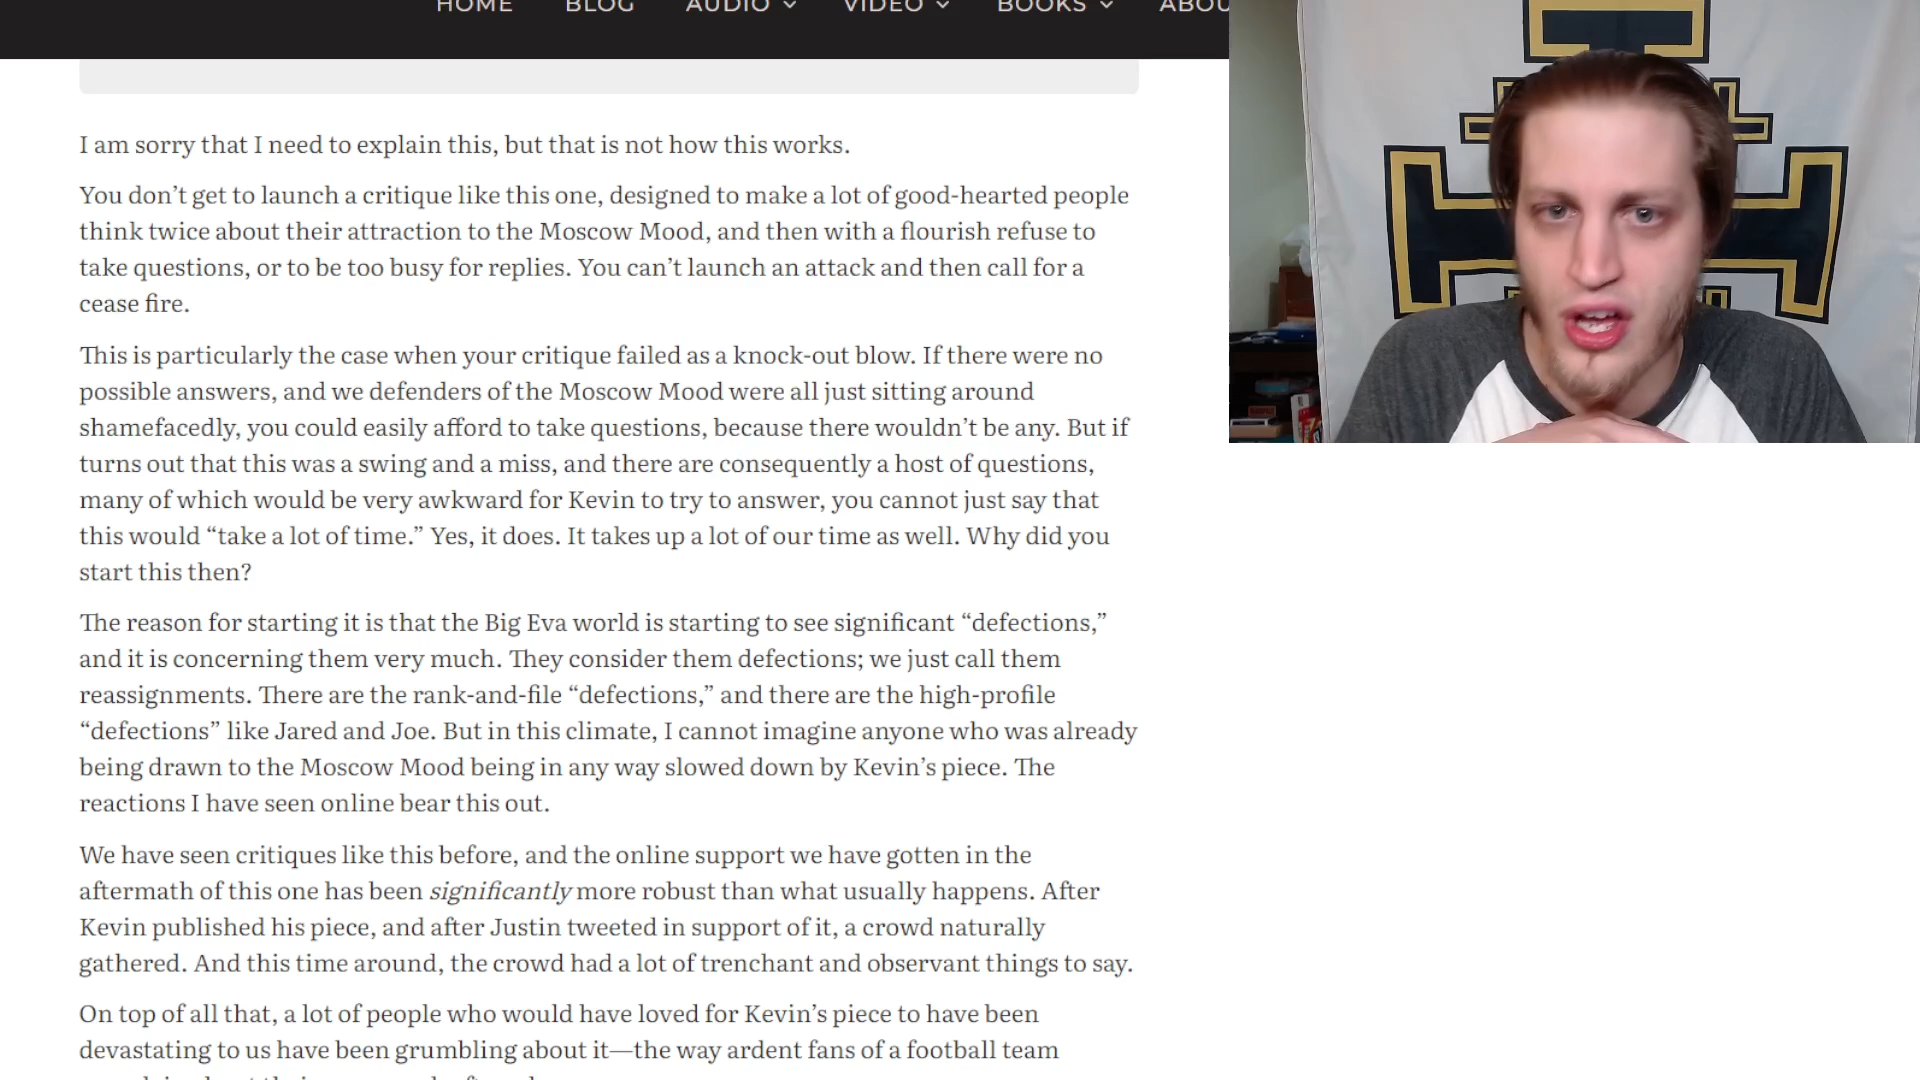 HOME BLOG AUDIO VIDEO BOOKS ABOU
I am sorry that I need to explain this, but that is not how this works.
You don’t get to launch a critique like this one, designed to make a lot of good-hearted people
think twice about their attraction to the Moscow Mood, and then with a flourish refuse to
take questions, or to be too busy for replies. You can’t launch an attack and then call for a
cease fire.
This is particularly the case when your critique failed as a knock-out blow. If there were no
possible answers, and we defenders of the Moscow Mood were all just sitting around
shamefacedly, you could easily afford to take questions, because there wouldn’t be any. But if
turns out that this was a swing and a miss, and there are consequently a host of questions,
many of which would be very awkward for Kevin to try to answer, you cannot just say that
this would “take a lot of time.” Yes, it does. It takes up a lot of our time as well. Why did you
start this then?
The reason for starting it is that the Big Eva world is starting to see significant “defections,”
and it is concerning them very much. They consider them defections; we just call them
reassignments. There are the rank-and-file “defections,” and there are the high-profile
“defections” like Jared and Joe. But in this climate, I cannot imagine anyone who was already
being drawn to the Moscow Mood being in any way slowed down by Kevin’s piece. The
reactions I have seen online bear this out.
We have seen critiques like this before, and the online support we have gotten in the
aftermath of this one has been significantly more robust than what usually happens. After
Kevin published his piece, and after Justin tweeted in support of it, a crowd naturally
gathered. And this time around, the crowd had a lot of trenchant and observant things to say.
On top of all that, a lot of people who would have loved for Kevin’s piece to have been
devastating to us have been grumbling about it—the way ardent fans of a football team